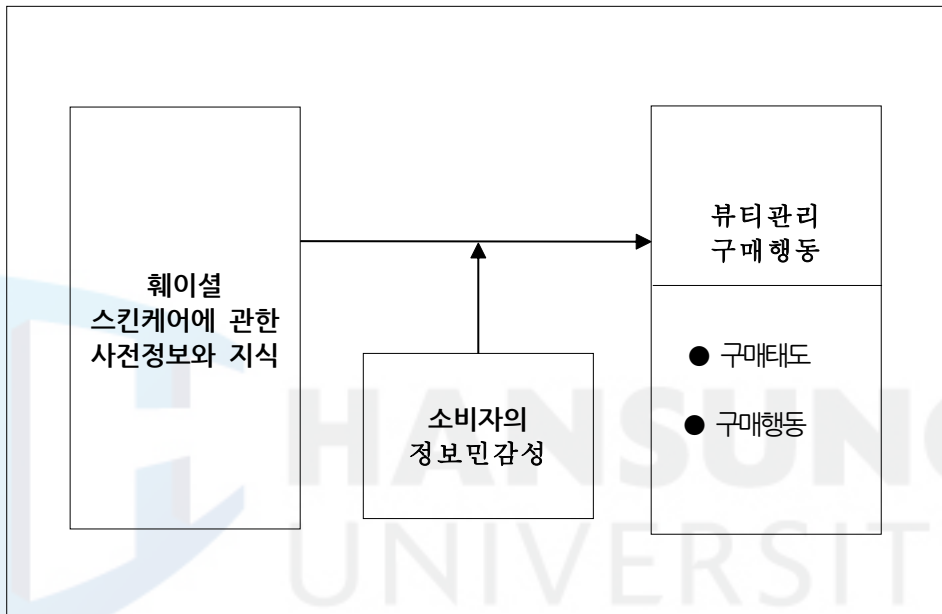 훼이셜
스킨케어에 관한
사전정보와 지식
소비자의
정보민감성
뷰티관리
구매행동
● 구매태도
● 구매행동
HANSUNG
UNIVERSIT